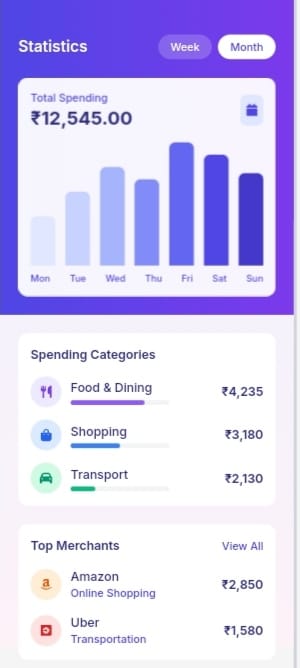 Statistics
Week Month
Total Spending
₹12,545.00
Mon Tue Wed Thu Fri Sat Sun
Spending Categories
Food & Dining ₹4,235
Shopping ₹3,180
Transport ₹2,130
Top Merchants View All
Amazon
Online Shopping ₹2,850
Uber
Transportation ₹1,580